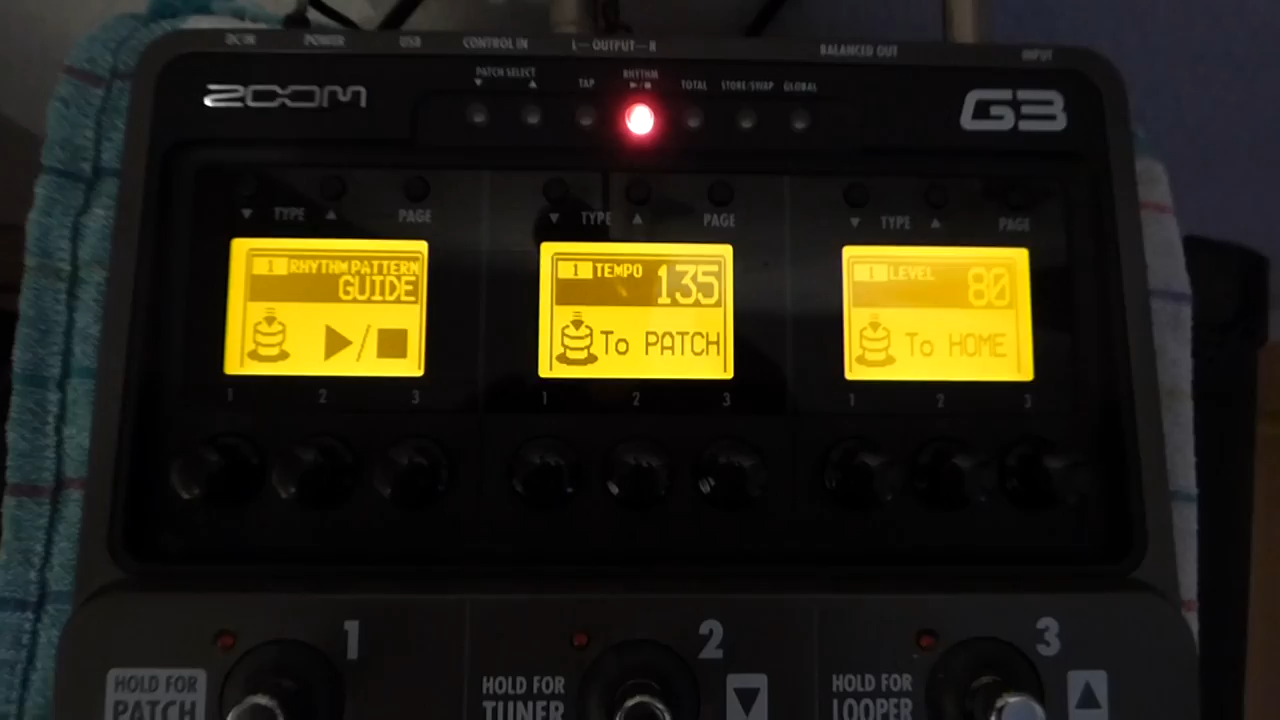 DC IN POWER USB CONTROL IN L—OUTPUT—R BALANCED OUT INPUT
ZOOM
PATCH SELECT TAP RHYTHM TOTAL STORE/SWAP GLOBAL
G3
TYPE PAGE TYPE PAGE TYPE PAGE
1 RHYTHM PATTERN
GUIDE
1 TEMPO 135
To PATCH
1 LEVEL 80
To HOME
1 2 3 1 2 3 1 2 3
1 2 3
HOLD FOR
PATCH
HOLD FOR
TUNER
HOLD FOR
LOOPER